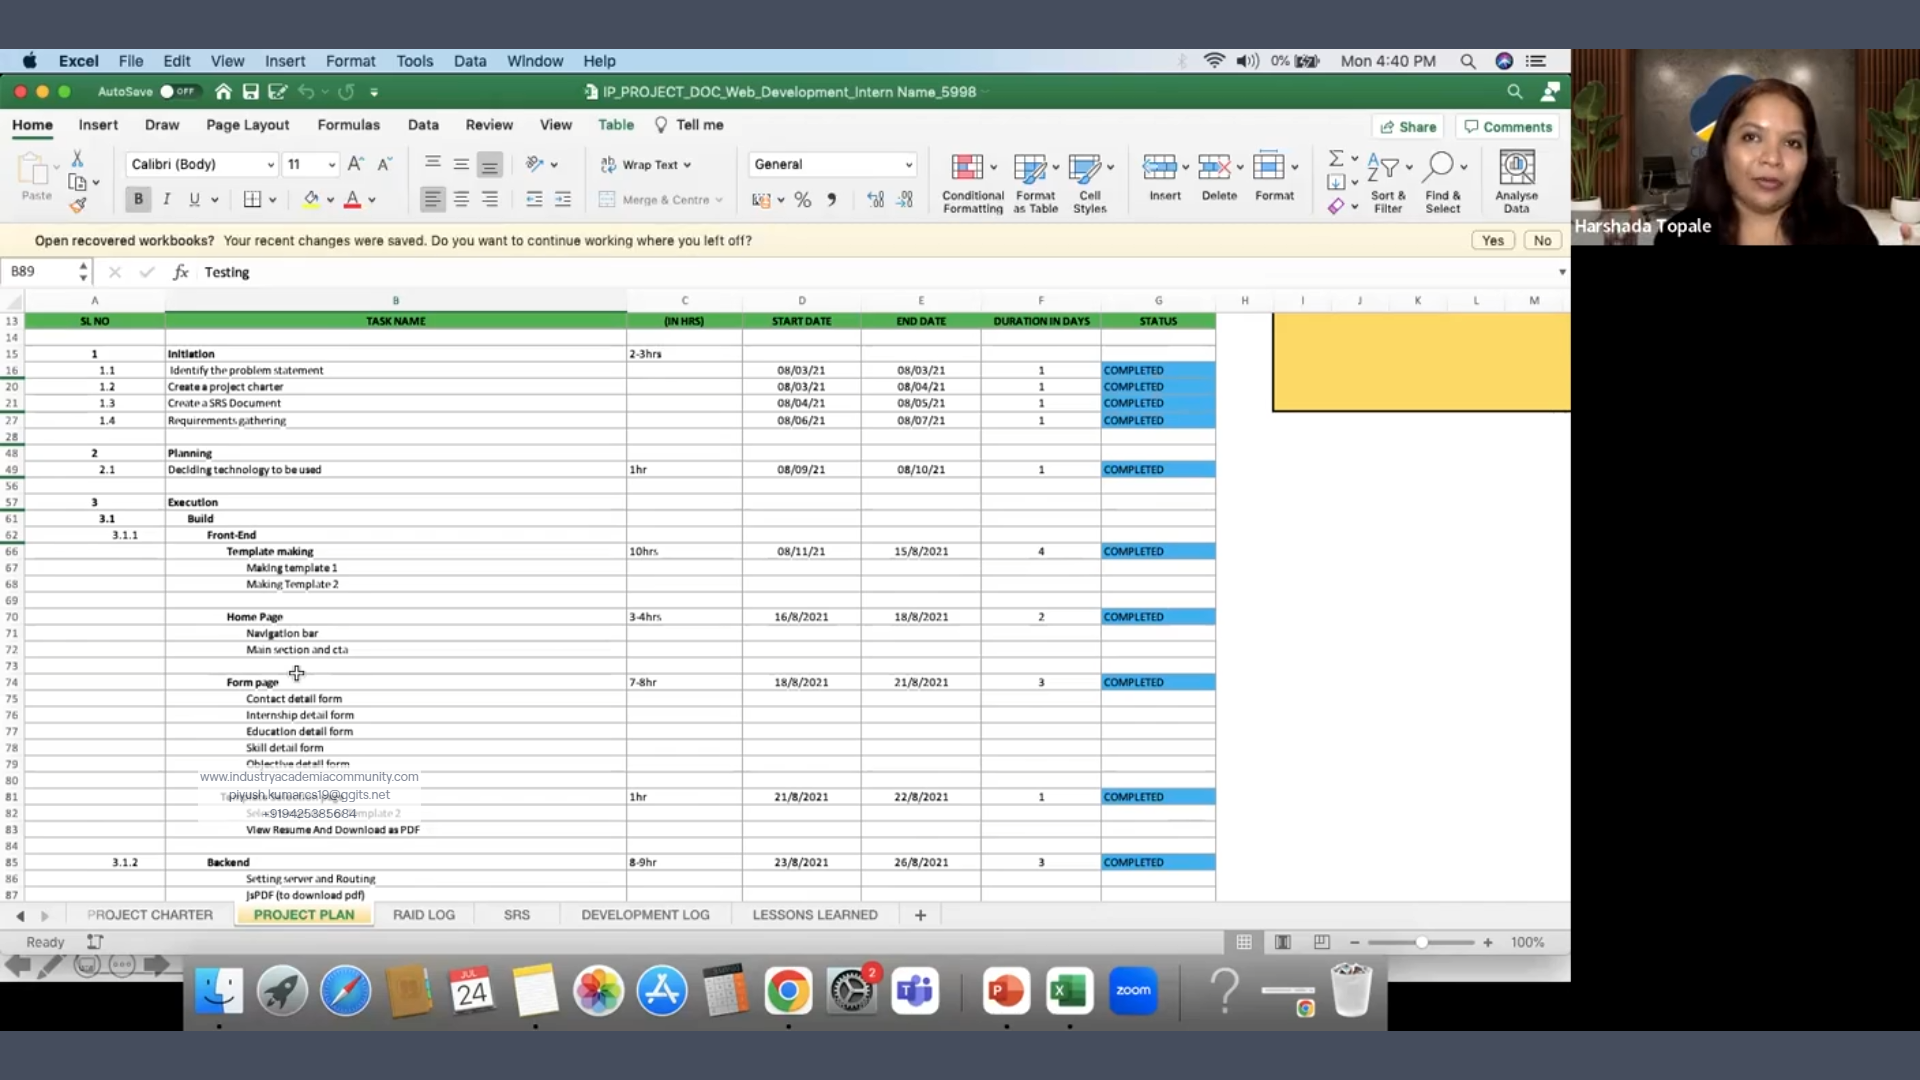 Excel File Edit View Insert Format Tools Data Window Help 0% Mon 4:40 PM
AutoSave OFF IP_PROJECT_DOC_Web_Development_Intern Name_5998
Home Insert Draw Page Layout Formulas Data Review View Table Tell me Share Comments
Paste Calibri (Body) 11 Wrap Text General
B I U Merge & Centre % Conditional Formatting Format as Table Cell Styles Insert Delete Format Sort & Filter Find & Select Analyse Data
Harshada Topale
Open recovered workbooks? Your recent changes were saved. Do you want to continue working where you left off? Yes No
B89 fx Testing
A B C D E F G H I J K L M
13 SL NO TASK NAME (IN HRS) START DATE END DATE DURATION IN DAYS STATUS
14
15 1 Initiation 2-3hrs
16 1.1 Identify the problem statement 08/03/21 08/03/21 1 COMPLETED
20 1.2 Create a project charter 08/03/21 08/04/21 1 COMPLETED
21 1.3 Create a SRS Document 08/04/21 08/05/21 1 COMPLETED
27 1.4 Requirements gathering 08/06/21 08/07/21 1 COMPLETED
28
48 2 Planning
49 2.1 Deciding technology to be used 1hr 08/09/21 08/10/21 1 COMPLETED
56
57 3 Execution
61 3.1 Build
62 3.1.1 Front-End
66 Template making 10hrs 08/11/21 15/8/2021 4 COMPLETED
67 Making template 1
68 Making Template 2
69
70 Home Page 3-4hrs 16/8/2021 18/8/2021 2 COMPLETED
71 Navigation bar
72 Main section and cta
73
74 Form page 7-8hr 18/8/2021 21/8/2021 3 COMPLETED
75 Contact detail form
76 Internship detail form
77 Education detail form
78 Skill detail form
79 Objective detail form
www.industryacademiacommunity.com
80
81 piyush.kumar.cs19@ggits.net 1hr 21/8/2021 22/8/2021 1 COMPLETED
82 +919425385684
83 View Resume And Download as PDF
84
85 3.1.2 Backend 8-9hr 23/8/2021 26/8/2021 3 COMPLETED
86 Setting server and Routing
87 JsPDF (to download pdf)
PROJECT CHARTER PROJECT PLAN RAID LOG SRS DEVELOPMENT LOG LESSONS LEARNED +
Ready 100%
JUL 24 2 zoom